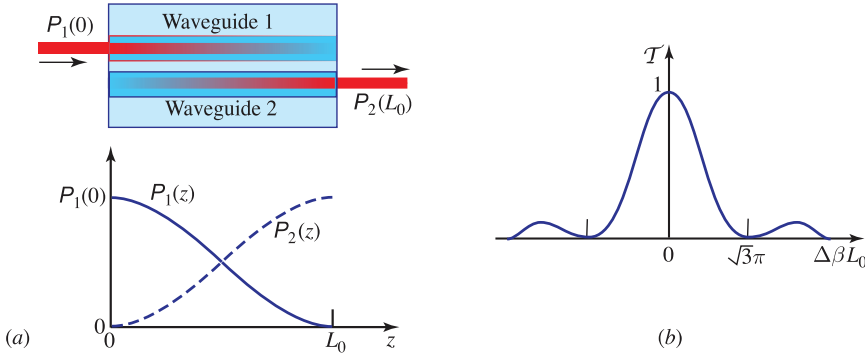 P₁(0)
Waveguide 1
Waveguide 2
P₂(L₀)
P₁(0)
P₁(z)
P₂(z)
0
0
L₀
z
(a)
𝒯
1
0
√3π
ΔβL₀
(b)